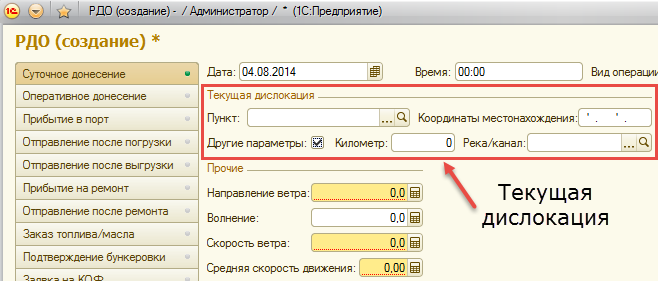 РДО (создание) - / Администратор / * (1С:Предприятие)
РДО (создание) *
Суточное донесение
Оперативное донесение
Прибытие в порт
Отправление после погрузки
Отправление после выгрузки
Прибытие на ремонт
Отправление после ремонта
Заказ топлива/масла
Подтверждение бункеровки
Заявка на КОФ
Дата: 04.08.2014 Время: 00:00 Вид операции
Текущая дислокация
Пункт: ... Координаты местонахождения: ' . ' .
Другие параметры: Километр: 0 Река/канал: ...
Прочие
Направление ветра: 0,0
Волнение: 0,0
Скорость ветра: 0,0
Средняя скорость движения: 0,00
Текущая
дислокация